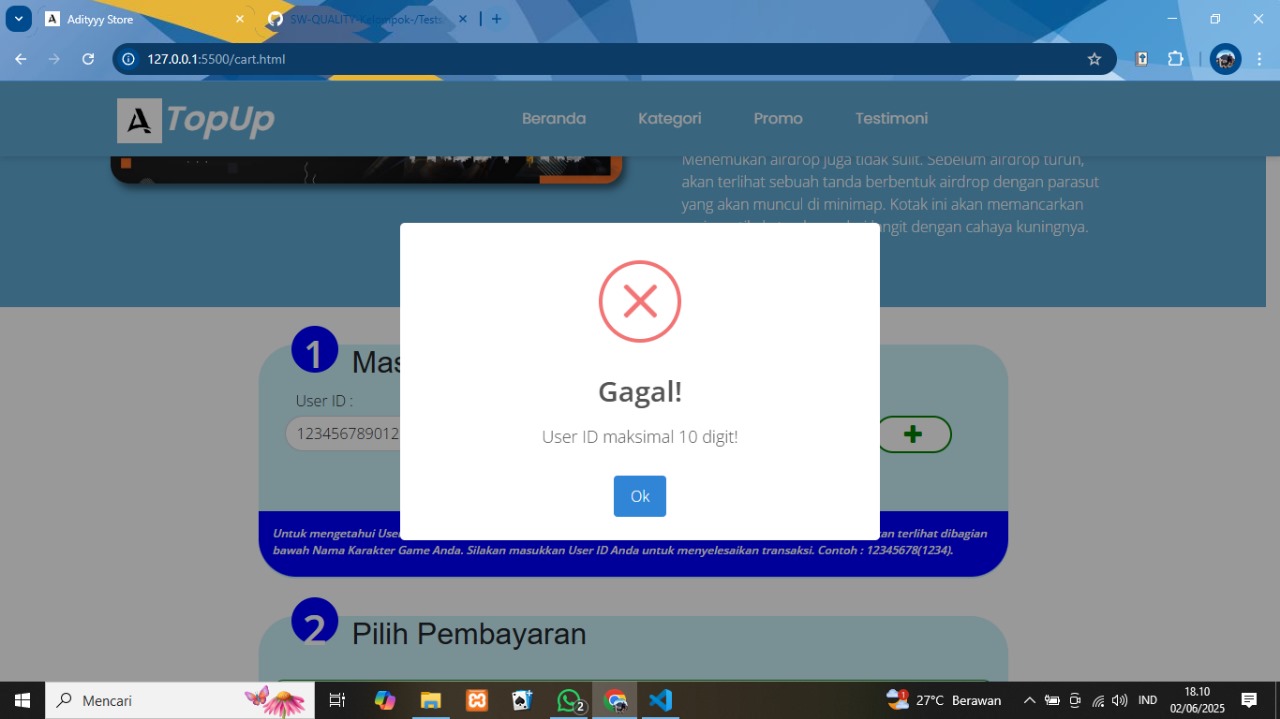 Adityyy Store
SW-QUALITY-Kelompok-/Tests
127.0.0.1:5500/cart.html
TopUp
Beranda
Kategori
Promo
Testimoni
Menemukan airdrop juga tidak sulit. Sebelum airdrop turun,
akan terlihat sebuah tanda berbentuk airdrop dengan parasut
yang akan muncul di minimap. Kotak ini akan memancarkan
langit dengan cahaya kuningnya.
1
Mas
User ID :
123456789012
Gagal!
User ID maksimal 10 digit!
Ok
Untuk mengetahui User
kan terlihat dibagian
bawah Nama Karakter Game Anda. Silakan masukkan User ID Anda untuk menyelesaikan transaksi. Contoh : 12345678(1234).
2
Pilih Pembayaran
Mencari
2
1
27°C Berawan
IND
18.10
02/06/2025